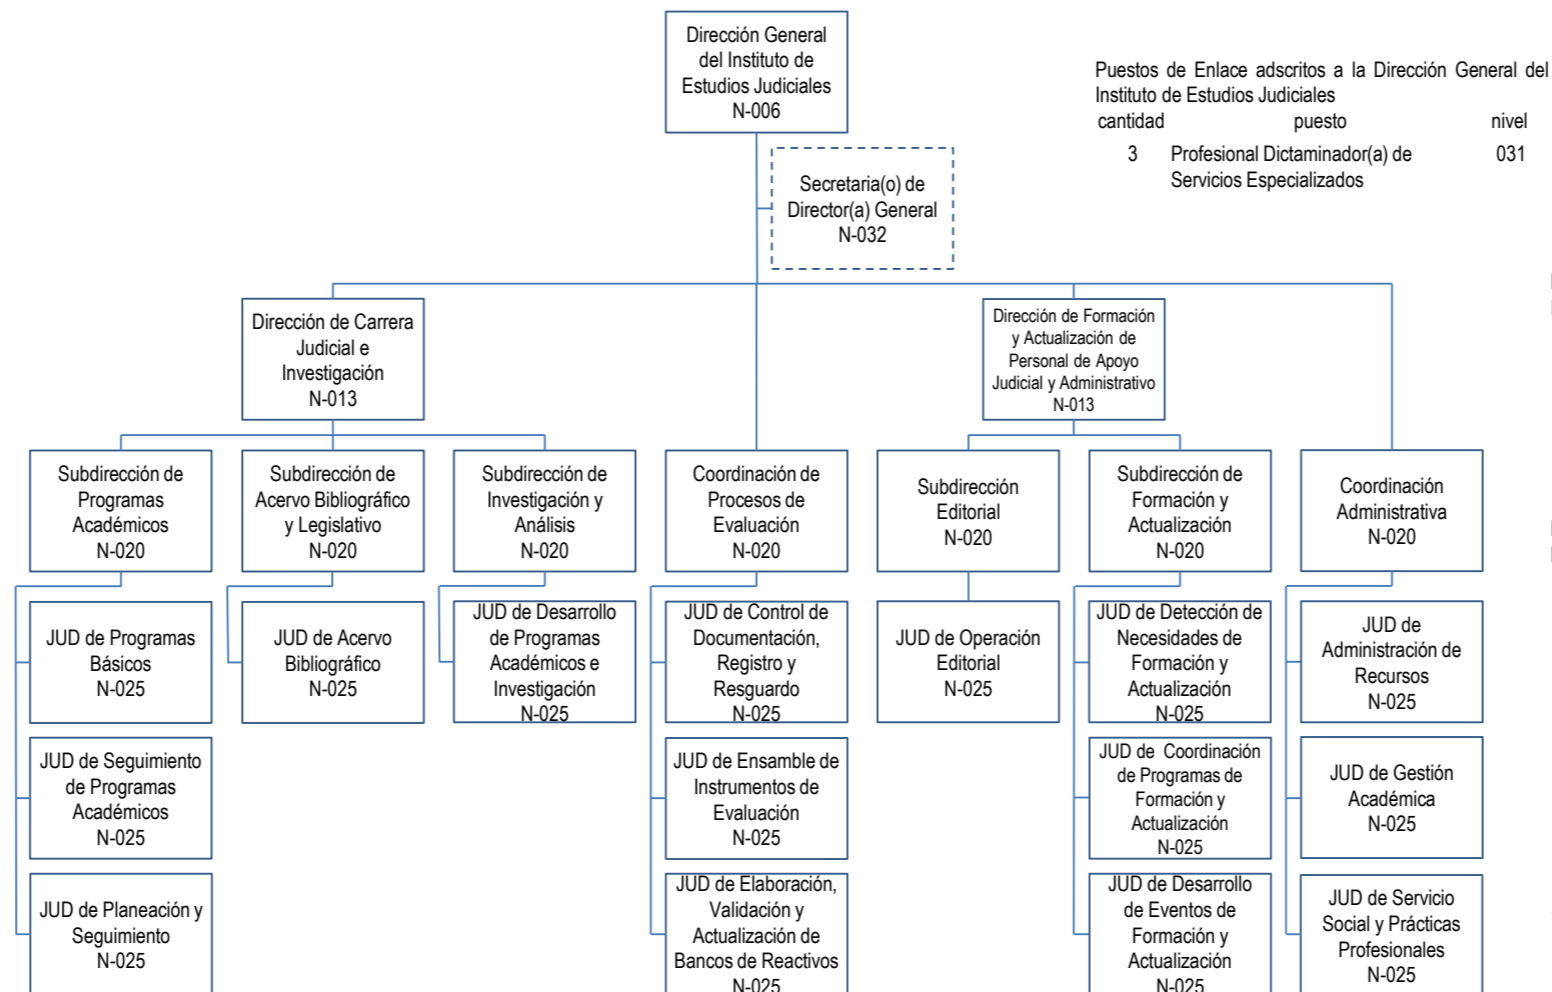 Dirección General
del Instituto de
Estudios Judiciales
N-006
Puestos de Enlace adscritos a la Dirección General del
Instituto de Estudios Judiciales
cantidad puesto nivel
3 Profesional Dictaminador(a) de 031
Servicios Especializados
Secretaria(o) de
Director(a) General
N-032
Dirección de Carrera
Judicial e
Investigación
N-013
Dirección de Formación
y Actualización de
Personal de Apoyo
Judicial y Administrativo
N-013
Subdirección de
Programas
Académicos
N-020
Subdirección de
Acervo Bibliográfico
y Legislativo
N-020
Subdirección de
Investigación y
Análisis
N-020
Coordinación de
Procesos de
Evaluación
N-020
Subdirección
Editorial
N-020
Subdirección de
Formación y
Actualización
N-020
Coordinación
Administrativa
N-020
JUD de Programas
Básicos
N-025
JUD de Acervo
Bibliográfico
N-025
JUD de Desarrollo
de Programas
Académicos e
Investigación
N-025
JUD de Control de
Documentación,
Registro y
Resguardo
N-025
JUD de Operación
Editorial
N-025
JUD de Detección de
Necesidades de
Formación y
Actualización
N-025
JUD de
Administración de
Recursos
N-025
JUD de Seguimiento
de Programas
Académicos
N-025
JUD de Ensamble de
Instrumentos de
Evaluación
N-025
JUD de Coordinación
de Programas de
Formación y
Actualización
N-025
JUD de Gestión
Académica
N-025
JUD de Planeación y
Seguimiento
N-025
JUD de Elaboración,
Validación y
Actualización de
Bancos de Reactivos
N-025
JUD de Desarrollo
de Eventos de
Formación y
Actualización
N-025
JUD de Servicio
Social y Prácticas
Profesionales
N-025